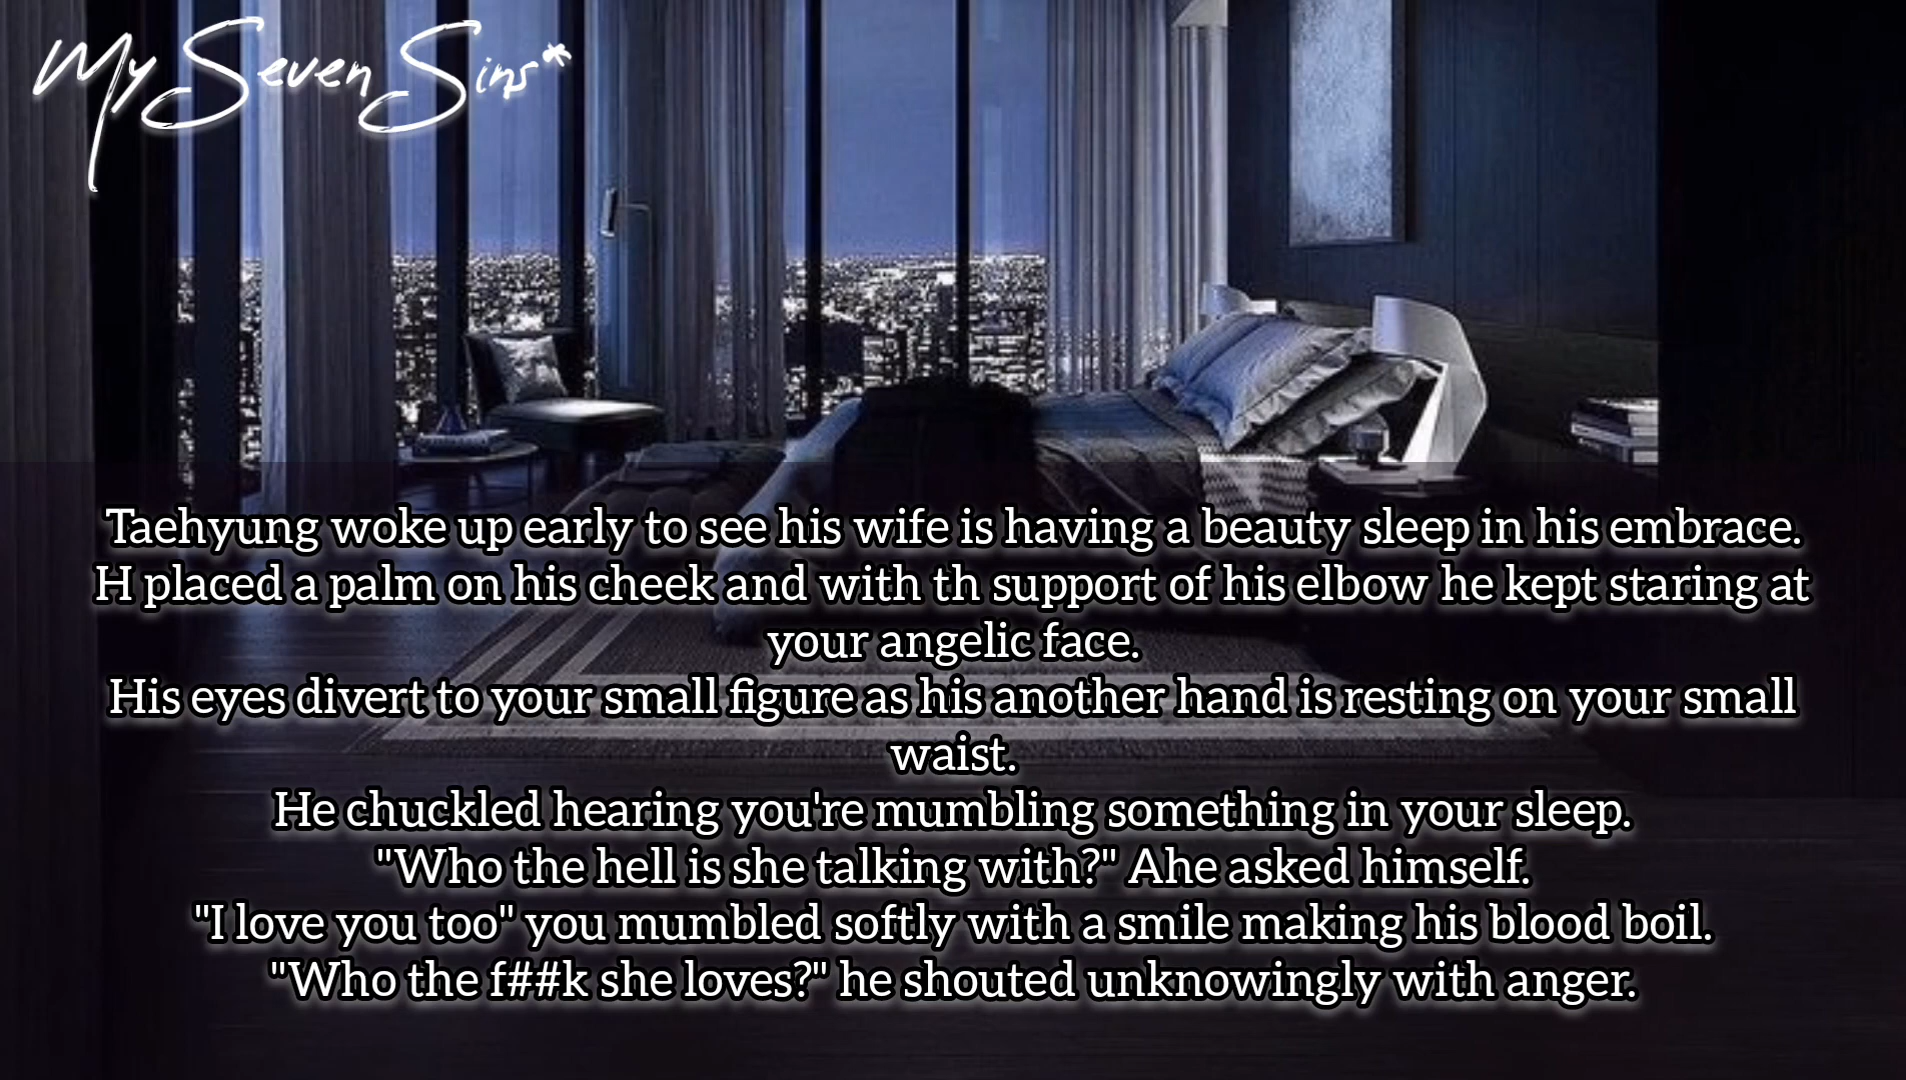 My Seven Sins*
Taehyung woke up early to see his wife is having a beauty sleep in his embrace.
H placed a palm on his cheek and with th support of his elbow he kept staring at
your angelic face.
His eyes divert to your small figure as his another hand is resting on your small
waist.
He chuckled hearing you're mumbling something in your sleep.
"Who the hell is she talking with?" Ahe asked himself.
"I love you too" you mumbled softly with a smile making his blood boil.
"Who the f##k she loves?" he shouted unknowingly with anger.